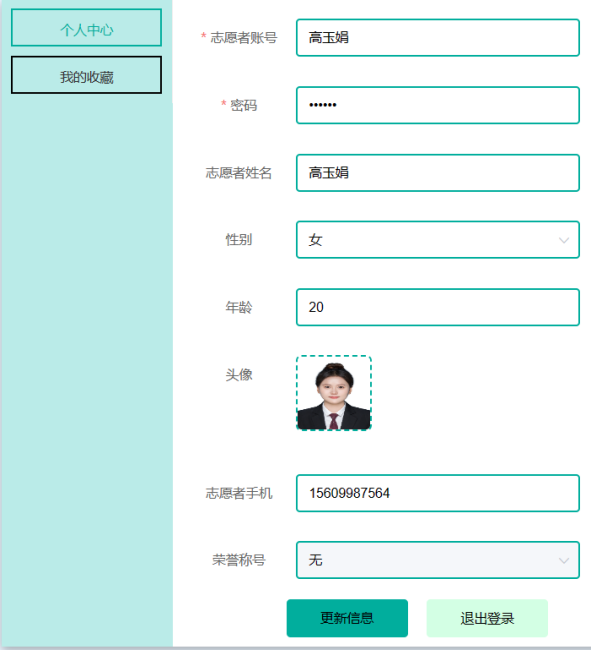 个人中心
我的收藏
* 志愿者账号 高玉娟
* 密码 ••••••
志愿者姓名 高玉娟
性别 女
年龄 20
头像
志愿者手机 15609987564
荣誉称号 无
更新信息 退出登录